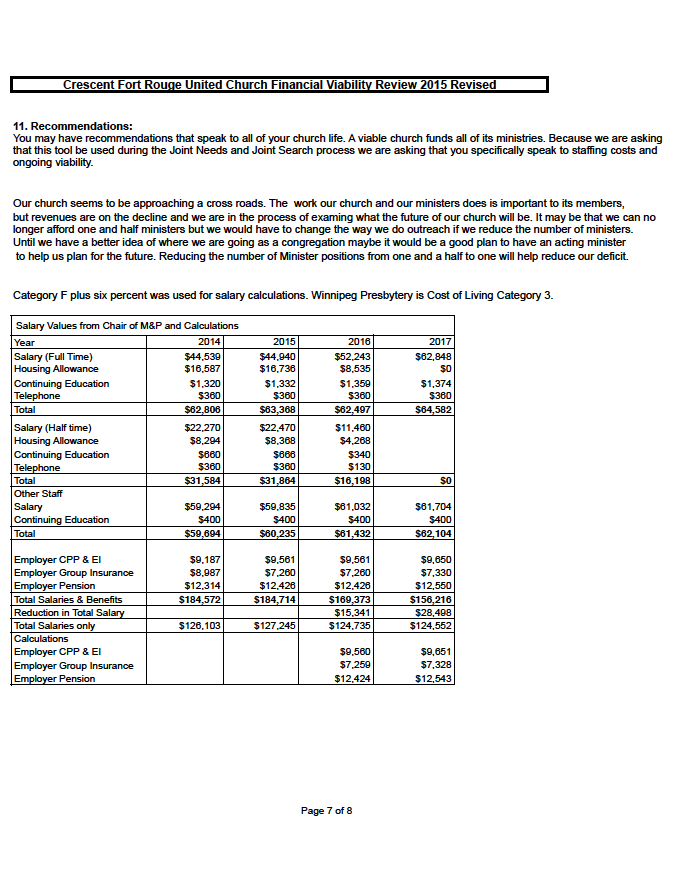 Crescent Fort Rouge United Church Financial Viability Review 2015 Revised
11. Recommendations:
You may have recommendations that speak to all of your church life. A viable church funds all of its ministries. Because we are asking
that this tool be used during the Joint Needs and Joint Search process we are asking that you specifically speak to staffing costs and
ongoing viability.
Our church seems to be approaching a cross roads. The work our church and our ministers does is important to its members,
but revenues are on the decline and we are in the process of examing what the future of our church will be. It may be that we can no
longer afford one and half ministers but we would have to change the way we do outreach if we reduce the number of ministers.
Until we have a better idea of where we are going as a congregation maybe it would be a good plan to have an acting minister
to help us plan for the future. Reducing the number of Minister positions from one and a half to one will help reduce our deficit.
Category F plus six percent was used for salary calculations. Winnipeg Presbytery is Cost of Living Category 3.
Salary Values from Chair of M&P and Calculations
Year 2014 2015 2016 2017
Salary (Full Time) $44,539 $44,940 $52,243 $62,848
Housing Allowance $16,587 $16,736 $8,535 $0
Continuing Education $1,320 $1,332 $1,359 $1,374
Telephone $360 $360 $360 $360
Total $62,806 $63,368 $62,497 $64,582
Salary (Half time) $22,270 $22,470 $11,460
Housing Allowance $8,294 $8,368 $4,268
Continuing Education $660 $666 $340
Telephone $360 $360 $130
Total $31,584 $31,864 $16,198 $0
Other Staff
Salary $59,294 $59,835 $61,032 $61,704
Continuing Education $400 $400 $400 $400
Total $59,694 $60,235 $61,432 $62,104
Employer CPP & EI $9,187 $9,561 $9,561 $9,650
Employer Group Insurance $8,987 $7,260 $7,260 $7,330
Employer Pension $12,314 $12,426 $12,426 $12,550
Total Salaries & Benefits $184,572 $184,714 $169,373 $156,216
Reduction in Total Salary $15,341 $28,498
Total Salaries only $126,103 $127,245 $124,735 $124,552
Calculations
Employer CPP & EI $9,560 $9,651
Employer Group Insurance $7,259 $7,328
Employer Pension $12,424 $12,543
Page 7 of 8